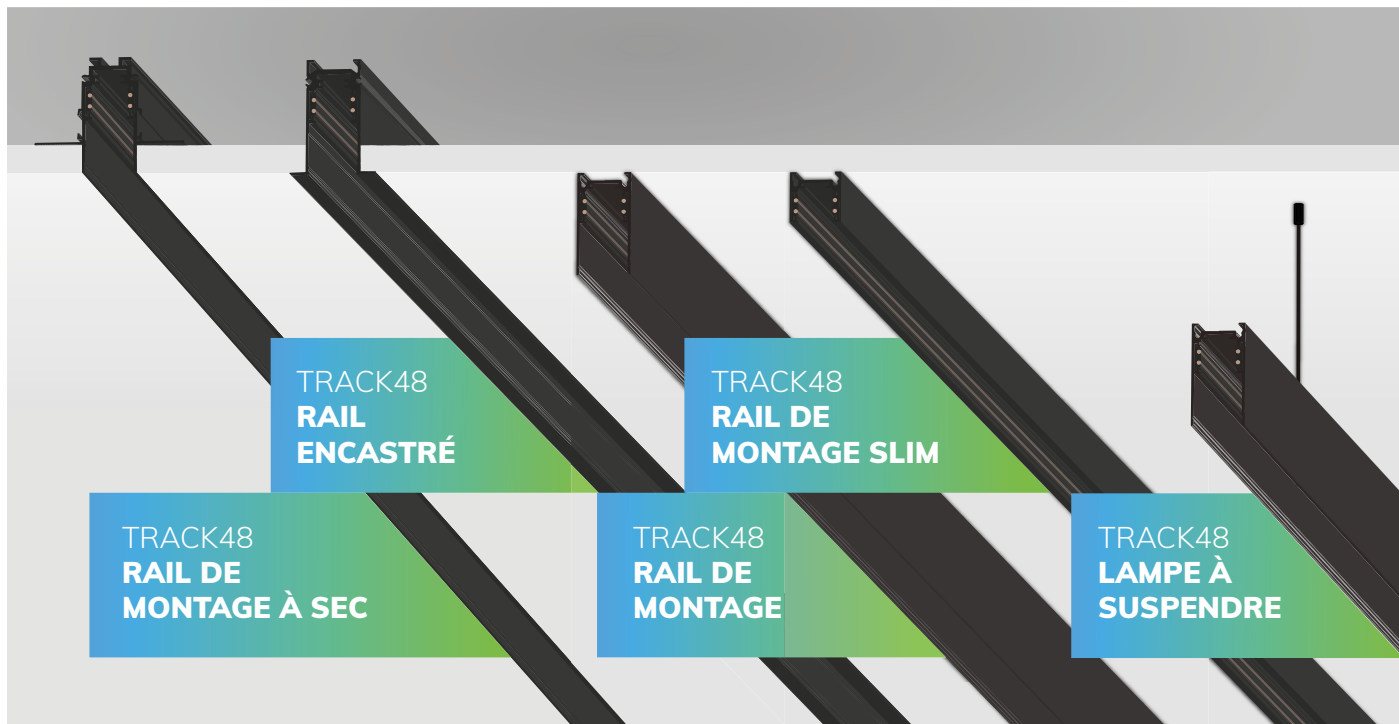 TRACK48
RAIL
ENCASTRÉ
TRACK48
RAIL DE
MONTAGE SLIM
TRACK48
RAIL DE
MONTAGE À SEC
TRACK48
RAIL DE
MONTAGE
TRACK48
LAMPE À
SUSPENDRE